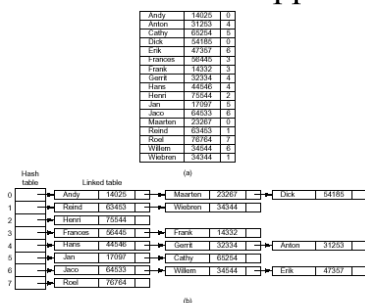 Andy 14025 0
Anton 31253 4
Cathy 65254 5
Dick 54185 0
Erik 47357 6
Frances 56445 3
Frank 14332 3
Gerrit 32334 4
Hans 44546 4
Henri 75544 2
Jan 17097 5
Jaco 64533 6
Maarten 23267 0
Reind 63453 1
Roel 76764 7
Willem 34544 6
Wiebren 34344 1
(a)
Hash table
Linked table
0 Andy 14025 Maarten 23267 Dick 54185
1 Reind 63453 Wiebren 34344
2 Henri 75544
3 Frances 56445 Frank 14332
4 Hans 44546 Gerrit 32334 Anton 31253
5 Jan 17097 Cathy 65254
6 Jaco 64533 Willem 34544 Erik 47357
7 Roel 76764
(b)